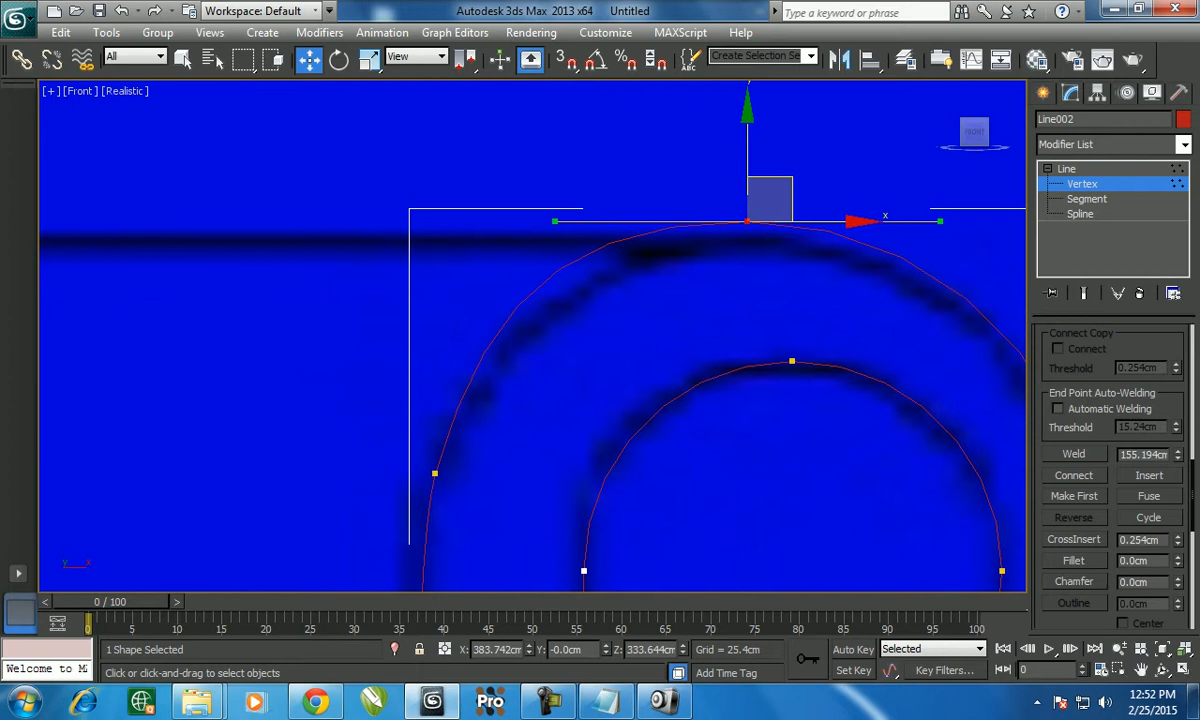 Workspace: Default
Autodesk 3ds Max 2013 x64 Untitled
Type a keyword or phrase
Edit Tools Group Views Create Modifiers Animation Graph Editors Rendering Customize MAXScript Help
All
View
3
Create Selection Se
[+] [Front] [Realistic]
FRONT
x
Line002
Modifier List
Line
Vertex
Segment
Spline
Connect Copy
Connect
Threshold 0.254cm
End Point Auto-Welding
Automatic Welding
Threshold 15.24cm
Weld 155.194cm
Connect Insert
Make First Fuse
Reverse Cycle
CrossInsert 0.254cm
Fillet 0.0cm
Chamfer 0.0cm
Outline 0.0cm
Center
y x
< 0 / 100 >
0 5 10 15 20 25 30 35 40 45 50 55 60 65 70 75 80 85 90 95 100
1 Shape Selected X: 383.742cm Y: -0.0cm Z: 333.644cm Grid = 25.4cm Auto Key Selected
Welcome to M Click or click-and-drag to select objects Add Time Tag Set Key Key Filters... 0
Pro
12:52 PM
2/25/2015